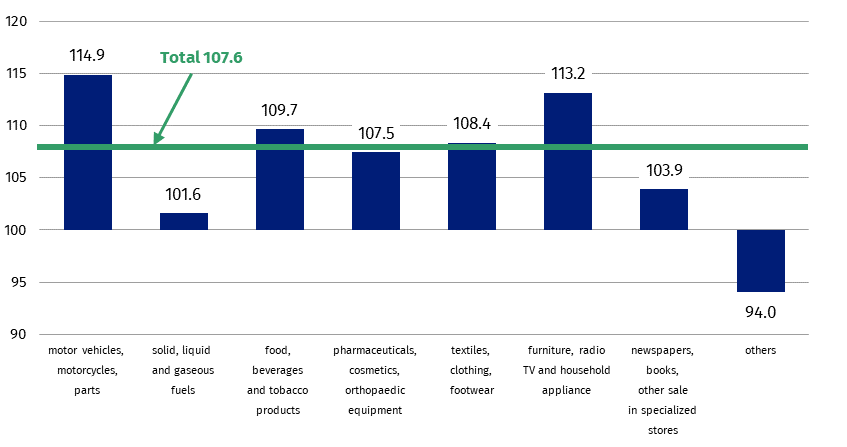 120
115
110
105
100
95
90
Total 107.6
114.9
101.6
109.7
107.5
108.4
113.2
103.9
94.0
motor vehicles,
motorcycles,
parts
solid, liquid
and gaseous
fuels
food,
beverages
and tobacco
products
pharmaceuticals,
cosmetics,
orthopaedic
equipment
textiles,
clothing,
footwear
furniture, radio
TV and household
appliance
newspapers,
books,
other sale
in specialized
stores
others